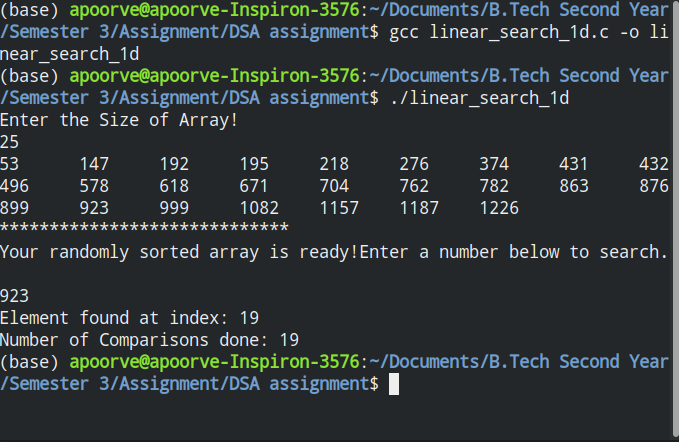 (base) apoorve@apoorve-Inspiron-3576:~/Documents/B.Tech Second Year
/Semester 3/Assignment/DSA assignment$ gcc linear_search_1d.c -o li
near_search_1d
(base) apoorve@apoorve-Inspiron-3576:~/Documents/B.Tech Second Year
/Semester 3/Assignment/DSA assignment$ ./linear_search_1d
Enter the Size of Array!
25
53 147 192 195 218 276 374 431 432
496 578 618 671 704 762 782 863 876
899 923 999 1082 1157 1187 1226
*****************************
Your randomly sorted array is ready!Enter a number below to search.
923
Element found at index: 19
Number of Comparisons done: 19
(base) apoorve@apoorve-Inspiron-3576:~/Documents/B.Tech Second Year
/Semester 3/Assignment/DSA assignment$